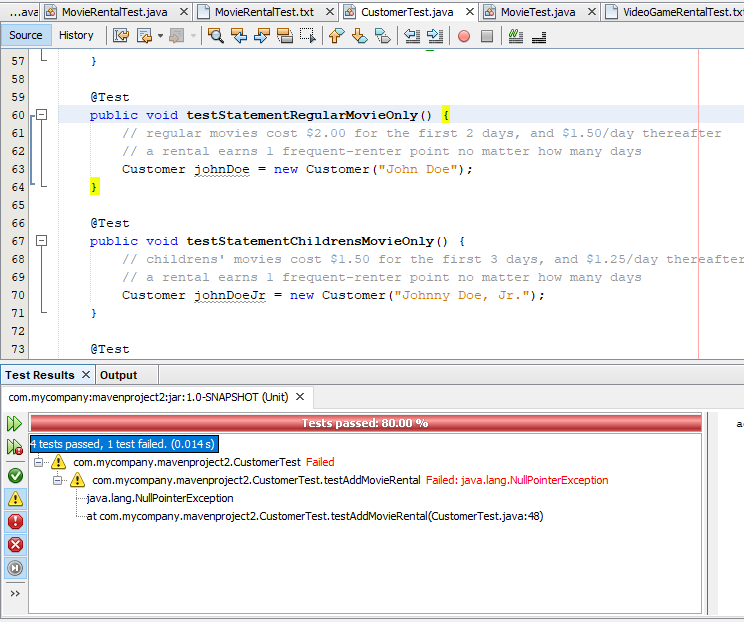 ...ava
MovieRentalTest.java
MovieRentalTest.txt
CustomerTest.java
MovieTest.java
VideoGameRentalTest.txt
Source
History
57 }
58
59 @Test
60 public void testStatementRegularMovieOnly() {
61 // regular movies cost $2.00 for the first 2 days, and $1.50/day thereafter
62 // a rental earns 1 frequent-renter point no matter how many days
63 Customer johnDoe = new Customer("John Doe");
64 }
65
66 @Test
67 public void testStatementChildrensMovieOnly() {
68 // childrens' movies cost $1.50 for the first 3 days, and $1.25/day thereafter
69 // a rental earns 1 frequent-renter point no matter how many days
70 Customer johnDoeJr = new Customer("Johnny Doe, Jr.");
71 }
72
73 @Test
Test Results
Output
com.mycompany:mavenproject2:jar:1.0-SNAPSHOT (Unit)
Tests passed: 80.00 %
4 tests passed, 1 test failed. (0.014 s)
com.mycompany.mavenproject2.CustomerTest Failed
com.mycompany.mavenproject2.CustomerTest.testAddMovieRental Failed: java.lang.NullPointerException
java.lang.NullPointerException
at com.mycompany.mavenproject2.CustomerTest.testAddMovieRental(CustomerTest.java:48)
>>